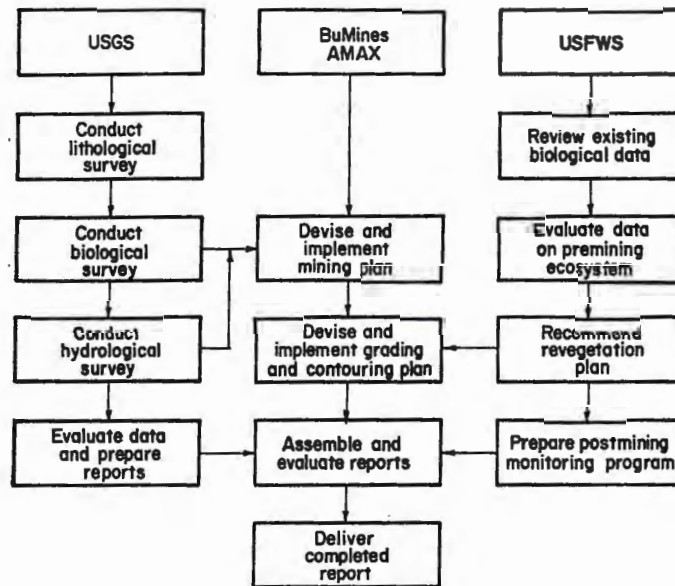 USGS
BuMines
AMAX
USFWS
Conduct
lithological
survey
Review existing
biological data
Conduct
biological
survey
Devise and
implement
mining plan
Evaluate data
on premining
ecosystem
Conduct
hydrological
survey
Devise and
implement grading
and contouring plan
Recommend
revegetation
plan
Evaluate data
and prepare
reports
Assemble and
evaluate reports
Prepare postmining
monitoring program
Deliver
completed
report